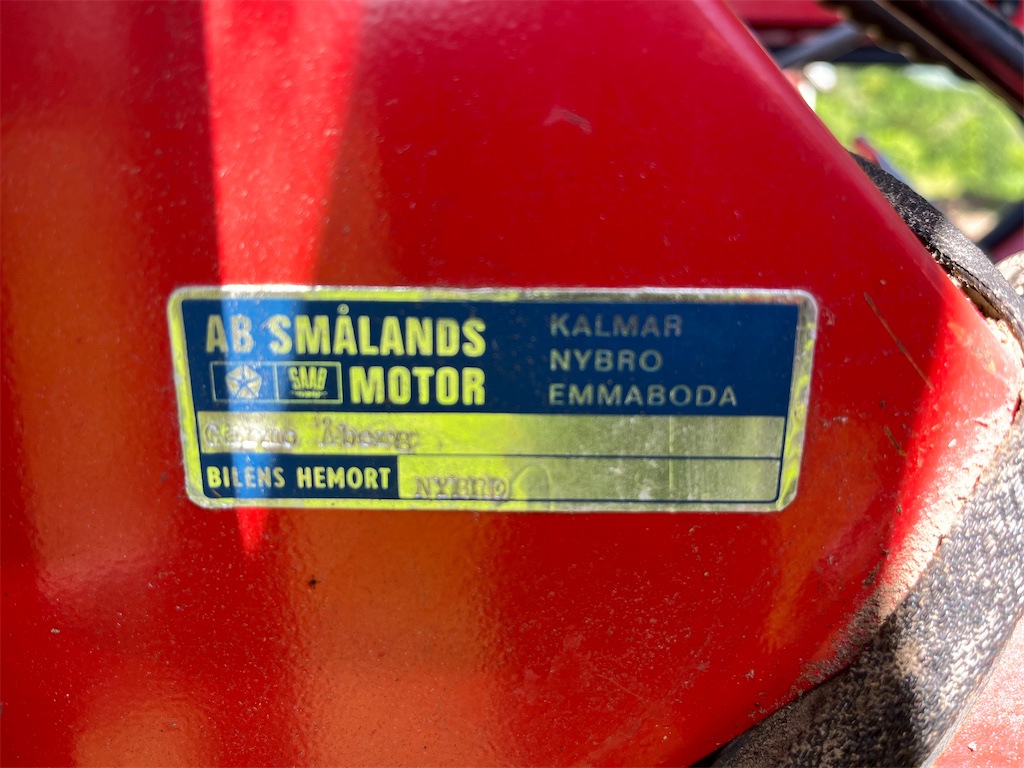 AB SMÅLANDS
SAAB
MOTOR
KALMAR
NYBRO
EMMABODA
BILENS HEMORT
NYBRO